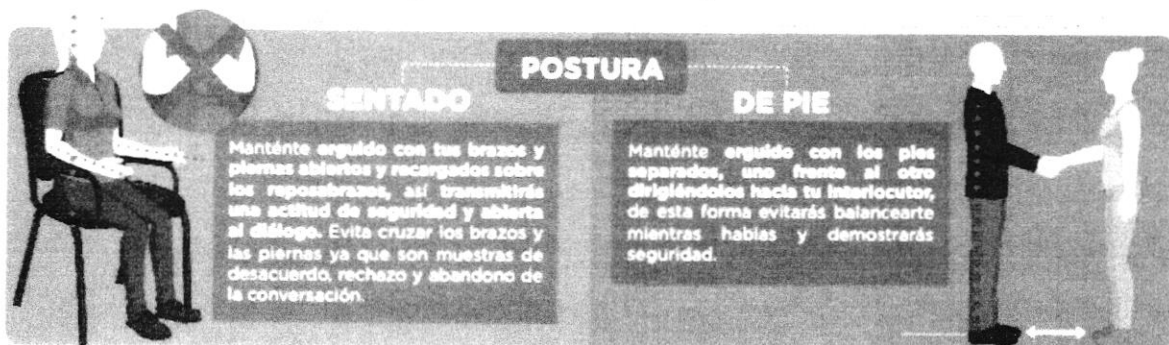 POSTURA
SENTADO
Manténte erguido con tus brazos y
piernas abiertos y recargados sobre
los reposabrazos, así transmitirás
una actitud de seguridad y abierta
al diálogo. Evita cruzar los brazos y
las piernas ya que son muestras de
desacuerdo, rechazo y abandono de
la conversación.
DE PIE
Manténte erguido con los pies
separados, uno frente al otro
dirigiéndolos hacia tu interlocutor,
de esta forma evitarás balancearte
mientras hablas y demostrarás
seguridad.